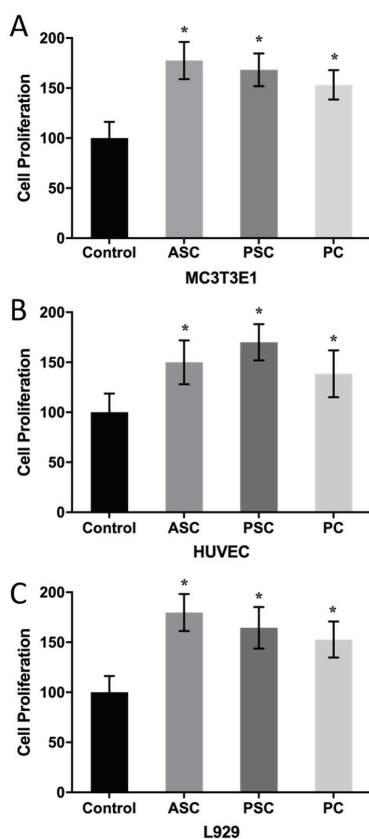 A
Cell Proliferation
200
150
100
50
0
*
*
*
Control ASC PSC PC
MC3T3E1
B
Cell Proliferation
200
150
100
50
0
*
*
*
Control ASC PSC PC
HUVEC
C
Cell Proliferation
200
150
100
50
0
*
*
*
Control ASC PSC PC
L929